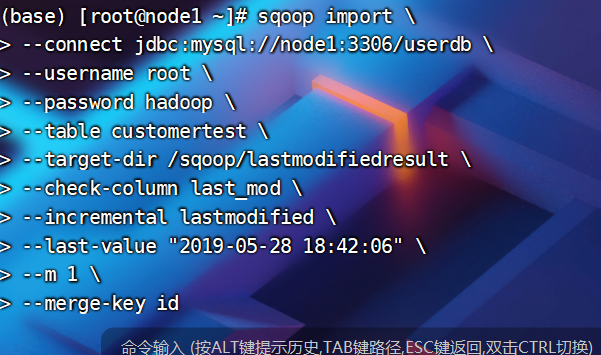 (base) [root@node1 ~]# sqoop import \
> --connect jdbc:mysql://node1:3306/userdb \
> --username root \
> --password hadoop \
> --table customertest \
> --target-dir /sqoop/lastmodifiedresult \
> --check-column last_mod \
> --incremental lastmodified \
> --last-value "2019-05-28 18:42:06" \
> --m 1 \
> --merge-key id
命令输入 (按ALT键提示历史,TAB键路径,ESC键返回,双击CTRL切换)